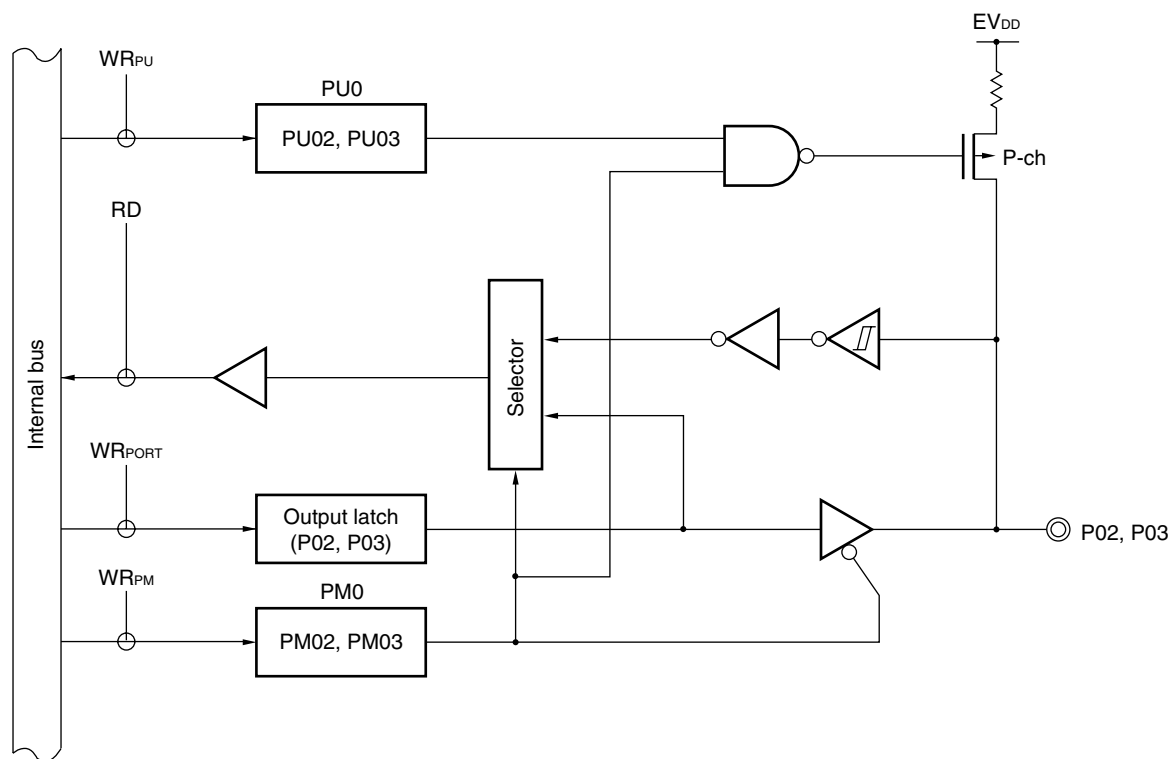 EVDD
WRPU
PU0
PU02, PU03
P-ch
RD
Internal bus
Selector
WRPORT
Output latch
(P02, P03)
P02, P03
WRPM
PM0
PM02, PM03